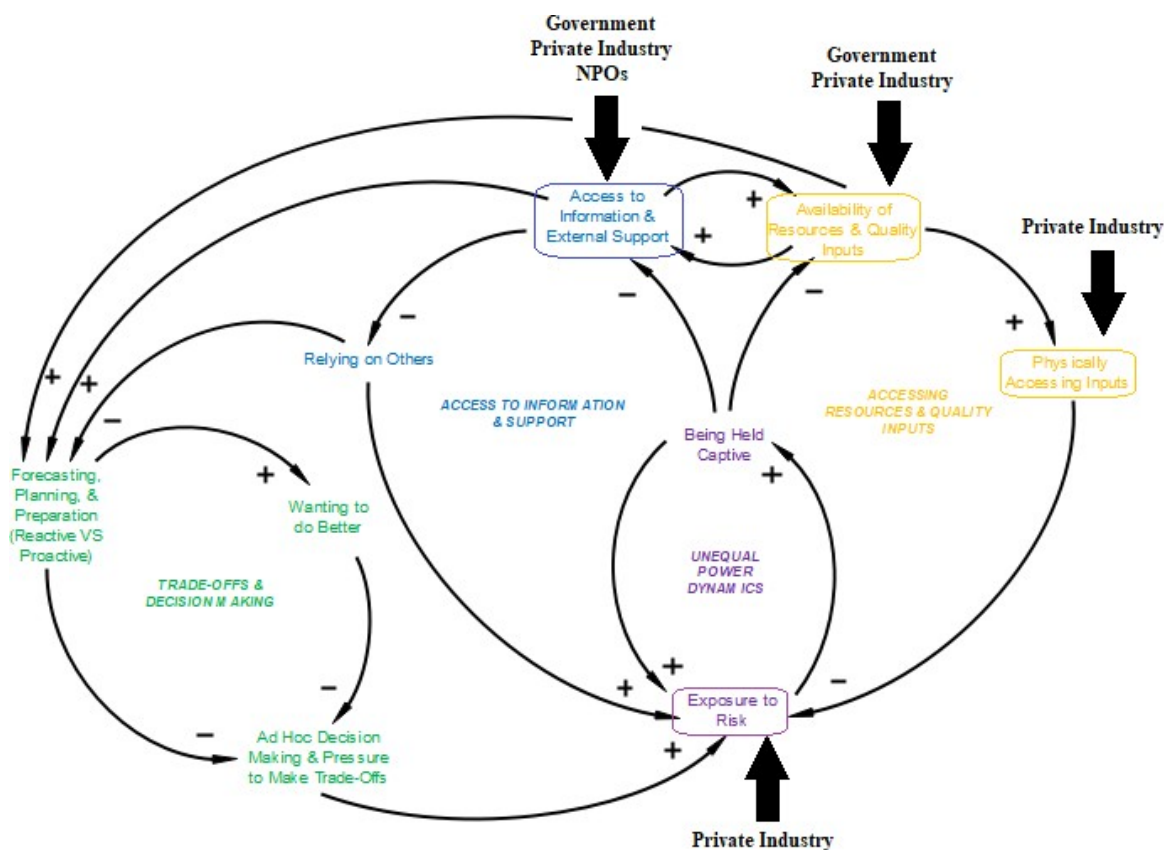 Government
Private Industry
NPOs
Government
Private Industry
Access to
Information &
External Support
+
+
Availability of
Resources & Quality
Inputs
Private Industry
−
−
−
+
Relying on Others
Physically
Accessing Inputs
+
+
−
ACCESS TO INFORMATION
& SUPPORT
ACCESSING
RESOURCES & QUALITY
INPUTS
Being Held
Captive
+
Forecasting,
Planning, &
Preparation
(Reactive VS
Proactive)
+
Wanting to
do Better
UNEQUAL
POWER
DYNAMICS
TRADE-OFFS &
DECISION MAKING
+
−
−
+
Exposure to
Risk
−
Ad Hoc Decision
Making & Pressure
to Make Trade-Offs
+
Private Industry